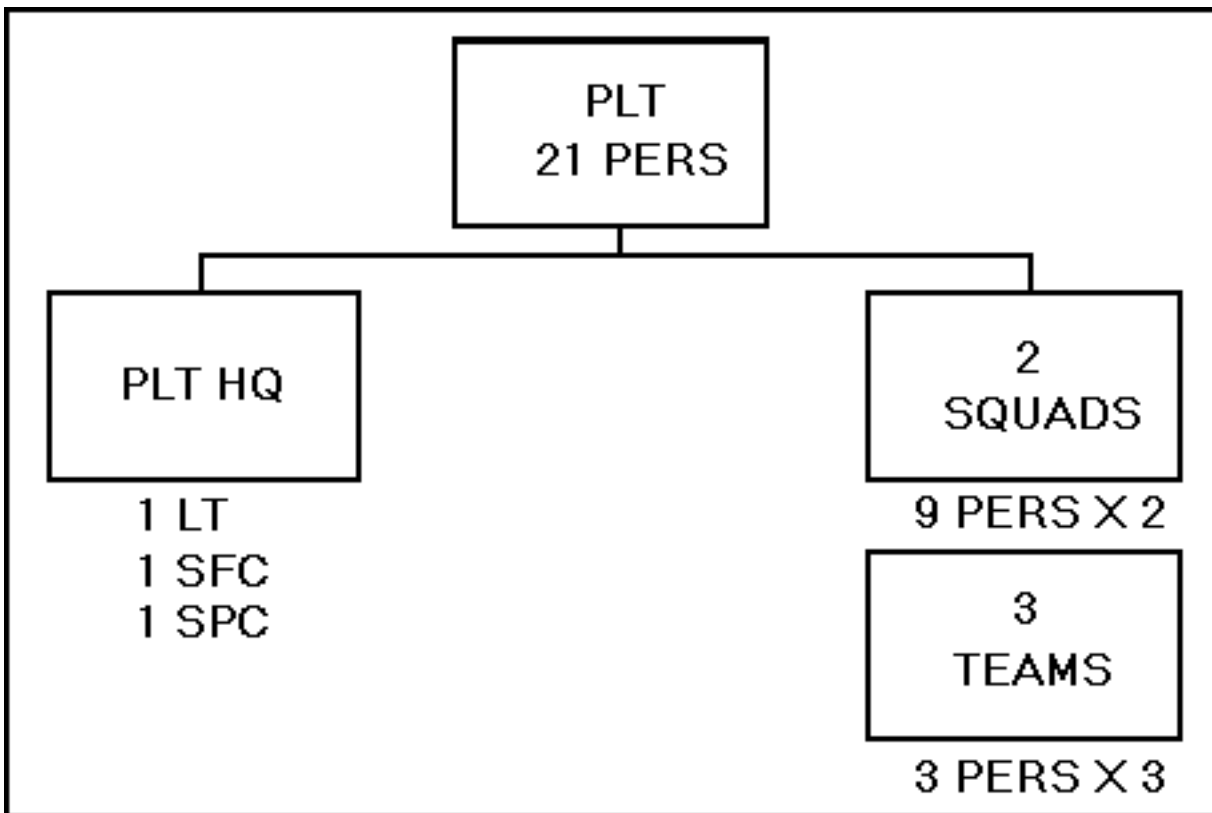 PLT
21 PERS
PLT HQ
1 LT
1 SFC
1 SPC
2
SQUADS
9 PERS X 2
3
TEAMS
3 PERS X 3